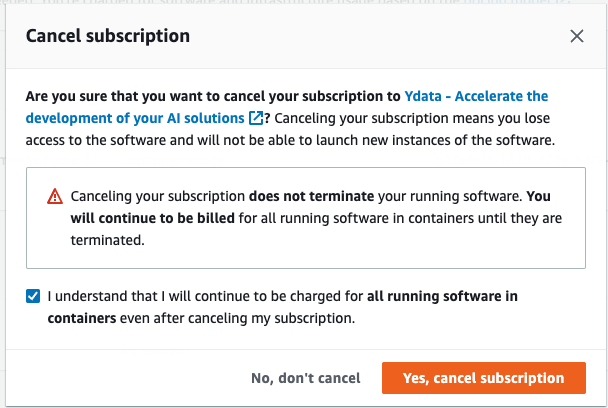 Cancel subscription
Are you sure that you want to cancel your subscription to Ydata - Accelerate the
development of your AI solutions ? Canceling your subscription means you lose
access to the software and will not be able to launch new instances of the software.
Canceling your subscription does not terminate your running software. You
will continue to be billed for all running software in containers until they are
terminated.
I understand that I will continue to be charged for all running software in
containers even after canceling my subscription.
No, don't cancel
Yes, cancel subscription